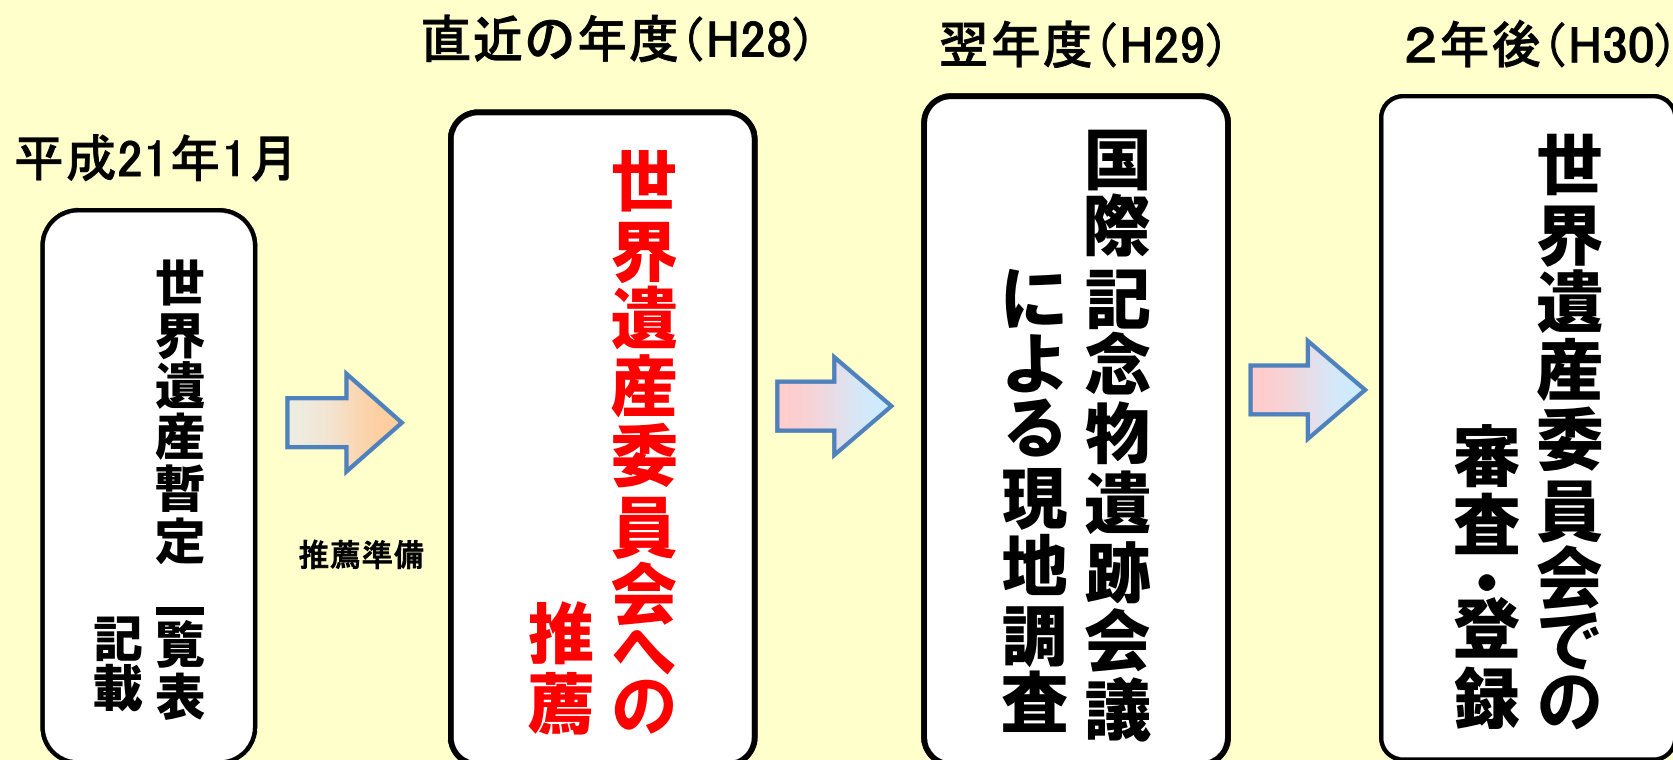 平成21年1月
世界遺産暫定一覧表
記載
推薦準備
直近の年度(H28)
世界遺産委員会への
推薦
翌年度(H29)
国際記念物遺跡会議
による現地調査
2年後(H30)
世界遺産委員会での
審査・登録